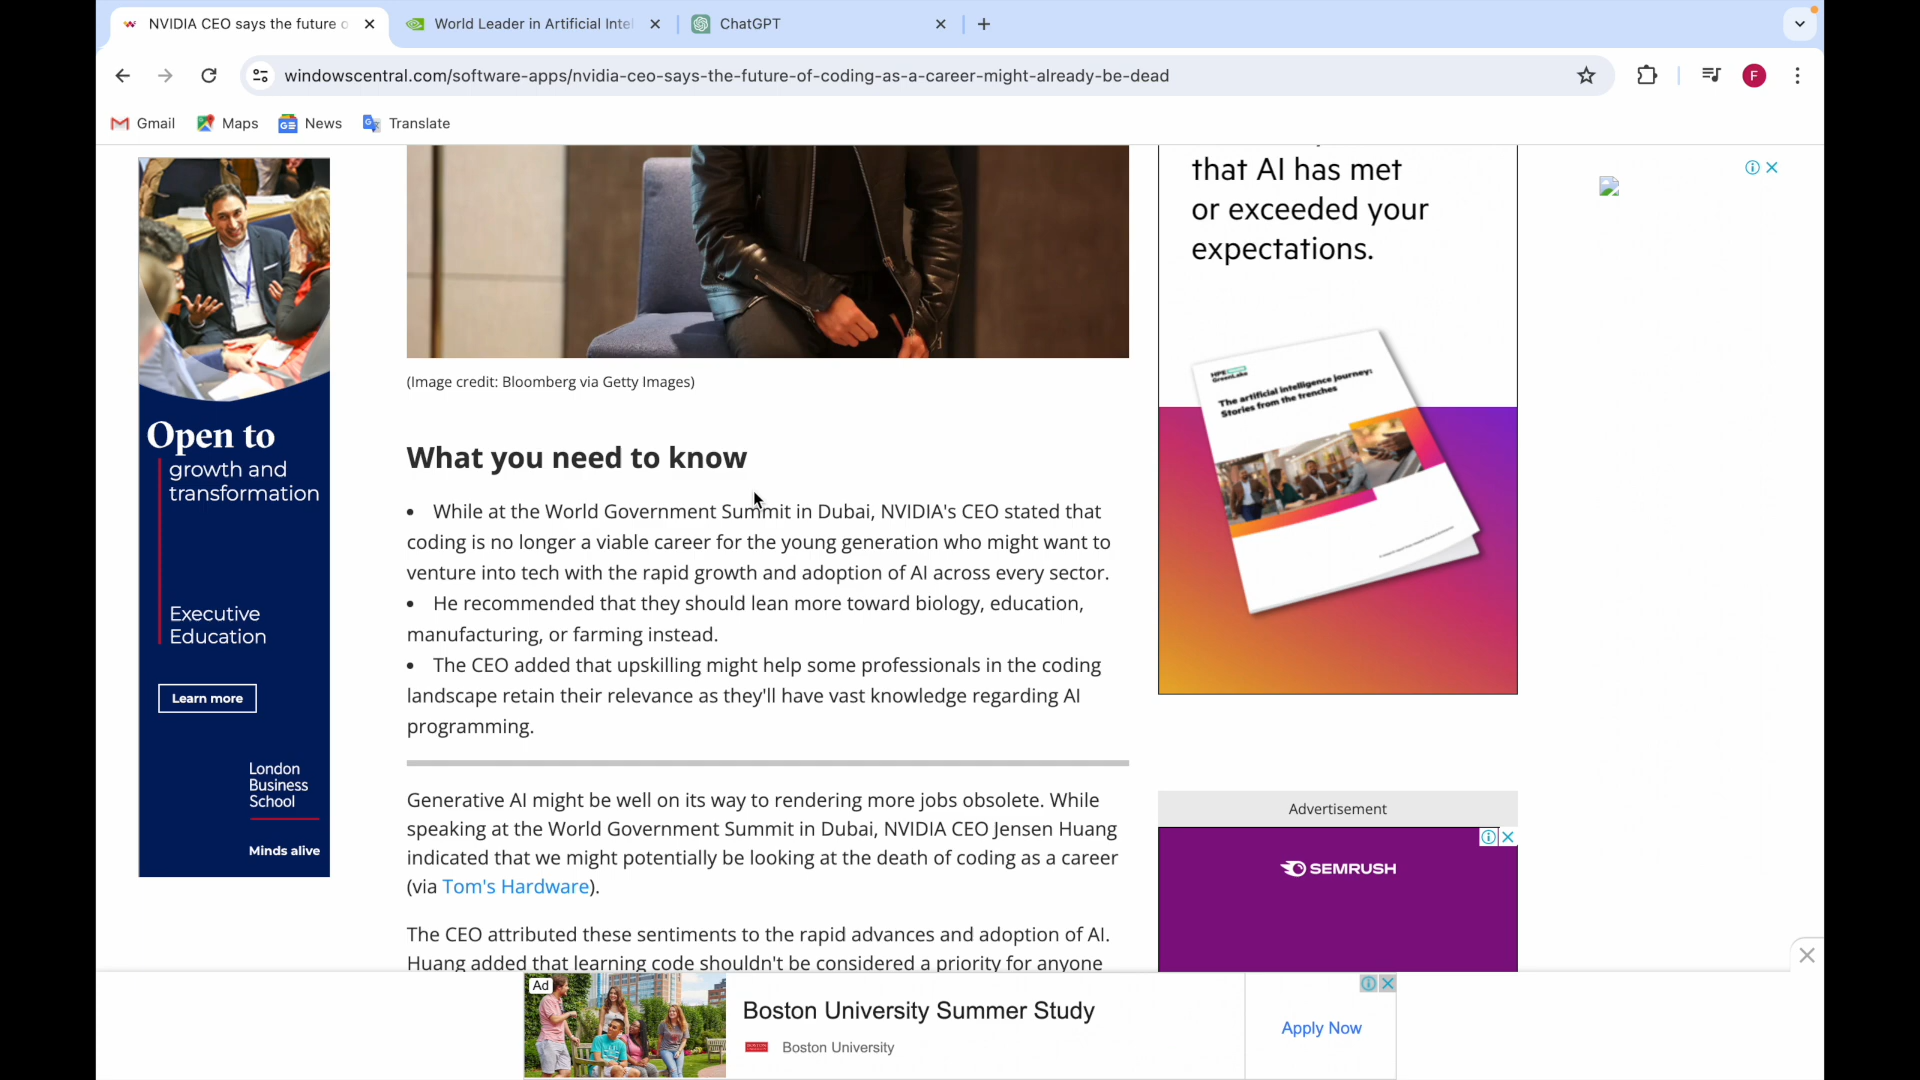 NVIDIA CEO says the future o
World Leader in Artificial Intel
ChatGPT
windowscentral.com/software-apps/nvidia-ceo-says-the-future-of-coding-as-a-career-might-already-be-dead
F
Gmail
Maps
News
Translate
Open to
growth and
transformation
Executive
Education
Learn more
London
Business
School
Minds alive
(Image credit: Bloomberg via Getty Images)
What you need to know
• While at the World Government Summit in Dubai, NVIDIA's CEO stated that
coding is no longer a viable career for the young generation who might want to
venture into tech with the rapid growth and adoption of AI across every sector.
• He recommended that they should lean more toward biology, education,
manufacturing, or farming instead.
• The CEO added that upskilling might help some professionals in the coding
landscape retain their relevance as they'll have vast knowledge regarding AI
programming.
Generative AI might be well on its way to rendering more jobs obsolete. While
speaking at the World Government Summit in Dubai, NVIDIA CEO Jensen Huang
indicated that we might potentially be looking at the death of coding as a career
(via Tom's Hardware).
The CEO attributed these sentiments to the rapid advances and adoption of AI.
Huang added that learning code shouldn't be considered a priority for anyone
that AI has met
or exceeded your
expectations.
HPE
GreenLake
The artificial intelligence journey:
Stories from the trenches
Advertisement
SEMRUSH
Ad
Boston University Summer Study
Boston University
Apply Now